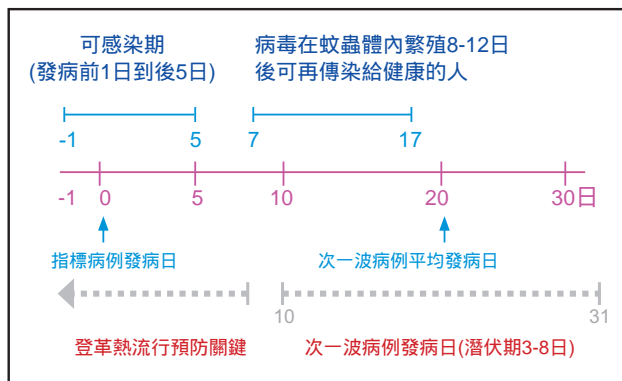 可感染期
(發病前1日到後5日)
病毒在蚊蟲體內繁殖8-12日
後可再傳染給健康的人
-1 5 7 17
-1 0 5 10 20 30日
指標病例發病日 次一波病例平均發病日
10 31
登革熱流行預防關鍵 次一波病例發病日(潛伏期3-8日)